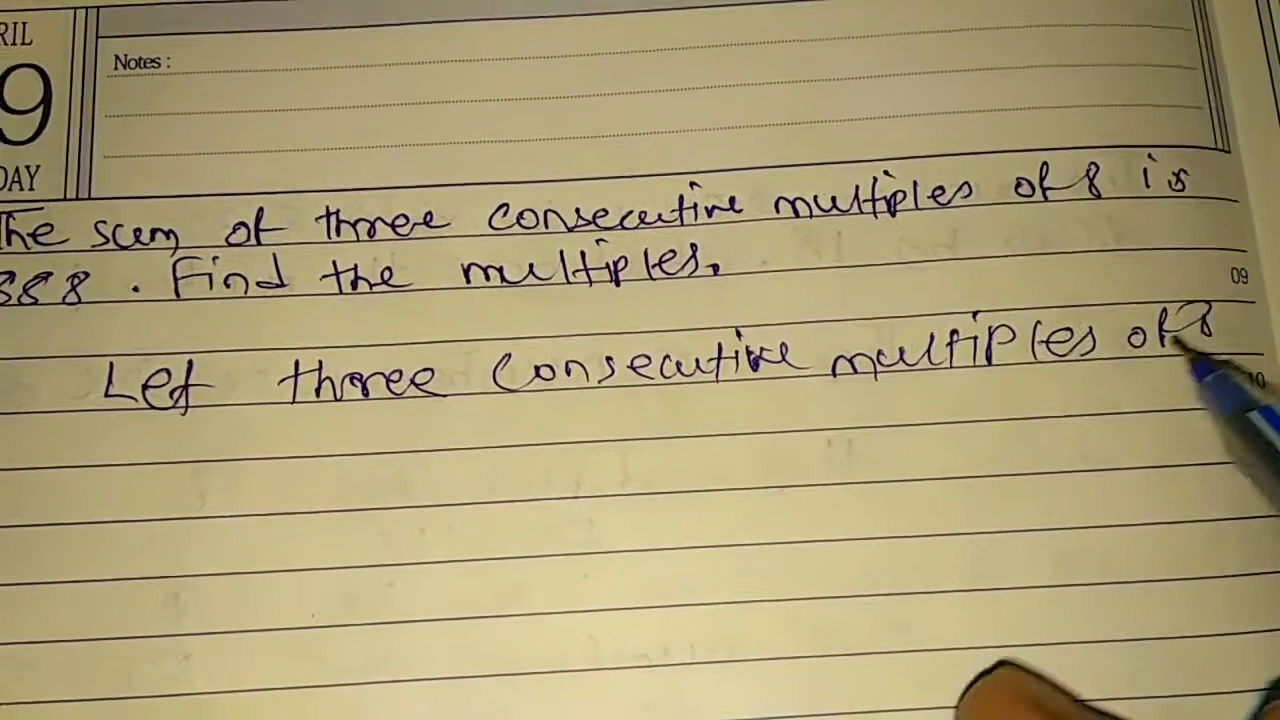 RIL
9
DAY
Notes :
The sum of three consecutive multiples of 8 is
888. Find the multiples.
09
Let three consecutive multiples of 8
10